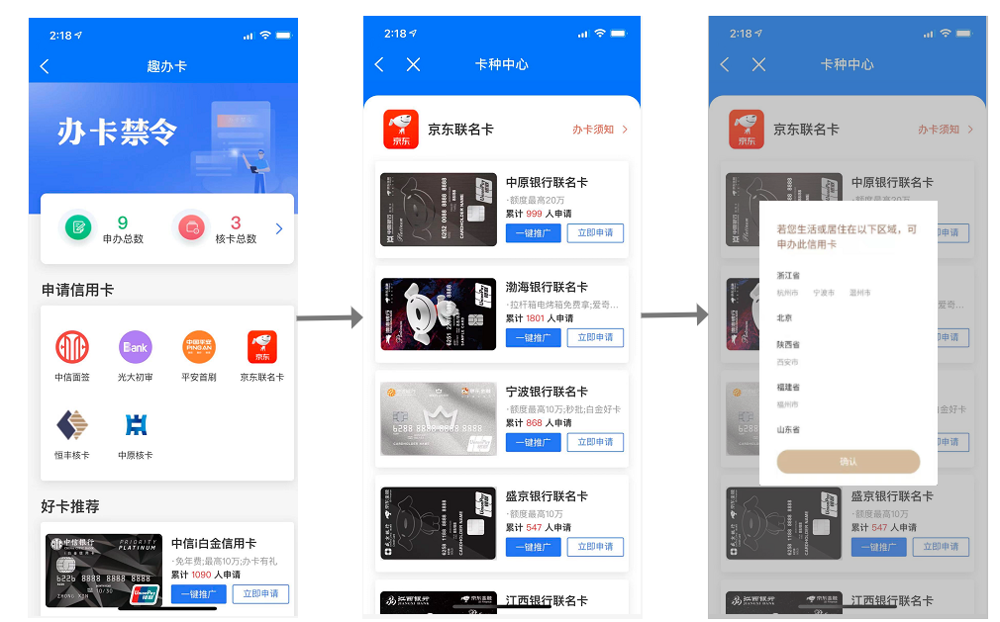 2:18
趣办卡
办卡禁令
9
申办总数
3
核卡总数
申请信用卡
中信面签
Bank
光大初审
中国平安
PINGAN
平安首刷
京东
京东联名卡
恒丰核卡
中原核卡
好卡推荐
中信银行
PRIORITY
PLATINUM
ZHONG XIN
中信i白金信用卡
·免年费;最高10万;办卡有礼
累计 1090 人申请
一键推广
立即申请
2:18
卡种中心
京东
京东联名卡
办卡须知
中原银行联名卡
·额度最高20万
累计 999 人申请
一键推广
立即申请
渤海银行联名卡
·拉杆箱电烤箱免费拿;爱奇...
累计 1801 人申请
一键推广
立即申请
宁波银行联名卡
·额度最高10万;秒批;白金好卡
累计 868 人申请
一键推广
立即申请
盛京银行联名卡
·额度最高10万
累计 547 人申请
一键推广
立即申请
江西银行
京东金融
江西银行联名卡
2:18
卡种中心
京东
京东联名卡
办卡须知
中原银行联名卡
·额度最高20万
若您生活或居住在以下区域，可
申办此信用卡
浙江省
杭州市 宁波市 温州市
北京
陕西省
西安市
福建省
福州市
山东省
确认
盛京银行联名卡
·额度最高10万
累计 547 人申请
一键推广
立即申请
江西银行
京东金融
江西银行联名卡